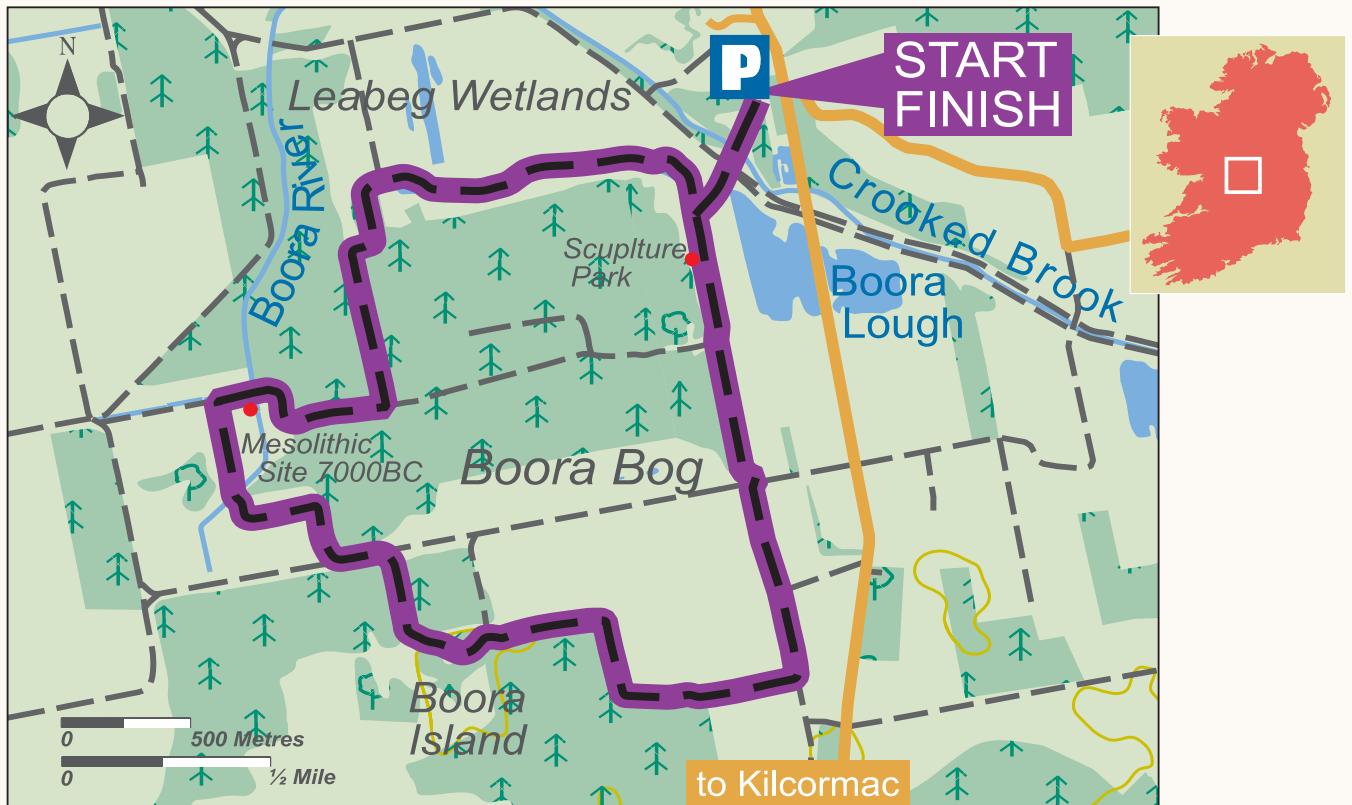 N
P
START
FINISH
Leabeg Wetlands
Boora River
Crooked Brook
Scuplture
Park
Boora
Lough
Mesolithic
Site 7000BC
Boora Bog
Boora
Island
0 500 Metres
0 ½ Mile
to Kilcormac